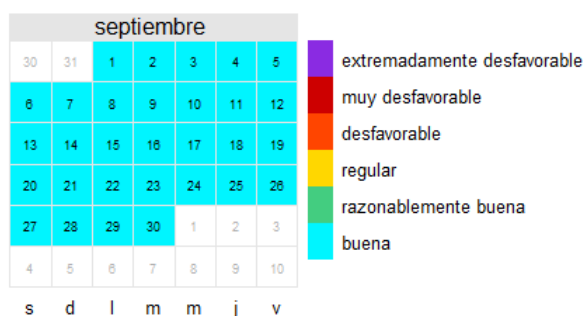 septiembre
30 31 1 2 3 4 5
6 7 8 9 10 11 12
13 14 15 16 17 18 19
20 21 22 23 24 25 26
27 28 29 30 1 2 3
4 5 6 7 8 9 10
s d l m m j v
extremadamente desfavorable
muy desfavorable
desfavorable
regular
razonablemente buena
buena